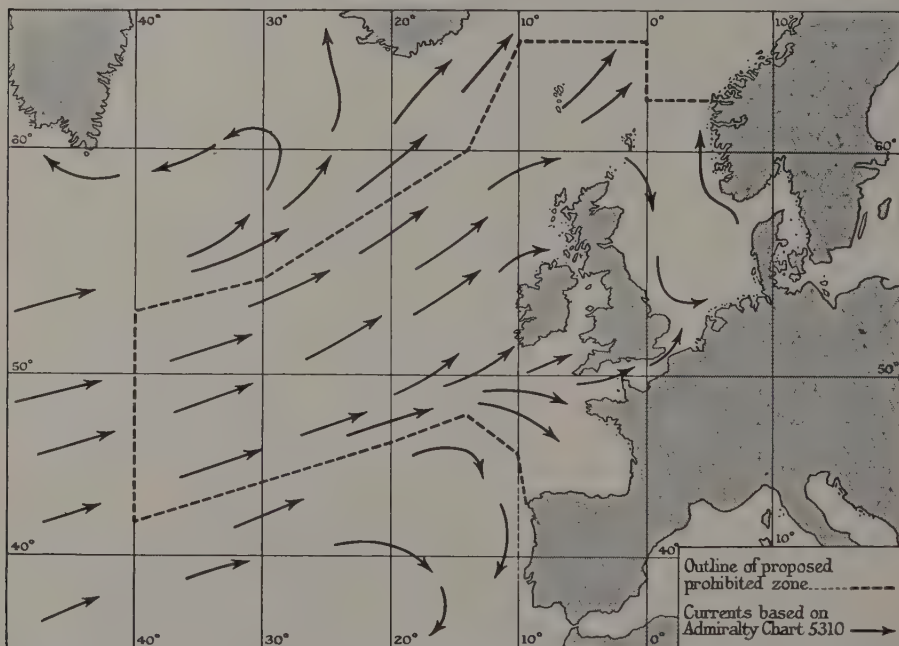 40° 30° 20° 10° 0° 10°
60° 60°
50° 50°
40° 40°
10°
40° 30° 20° 10° 0°
Outline of proposed
prohibited zone
Currents based on
Admiralty Chart 5310